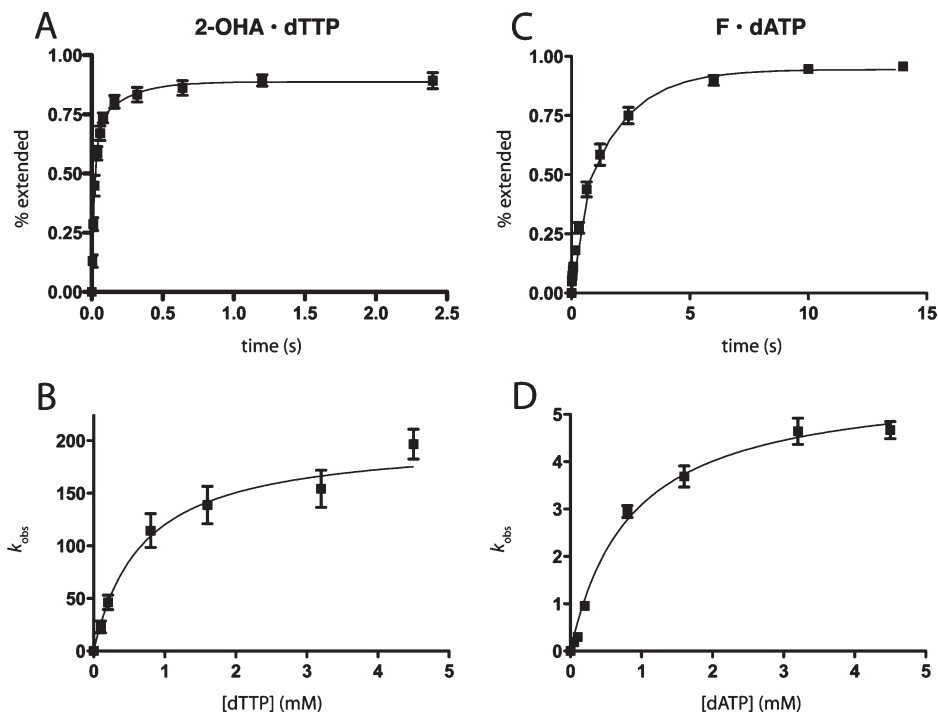 A
2-OHA • dTTP
1.00
0.75
0.50
0.25
0.00
% extended
0.0 0.5 1.0 1.5 2.0 2.5
time (s)
C
F • dATP
1.00
0.75
0.50
0.25
0.00
% extended
0 5 10 15
time (s)
B
200
150
100
50
0
kobs
0 1 2 3 4 5
[dTTP] (mM)
D
5
4
3
2
1
0
kobs
0 1 2 3 4 5
[dATP] (mM)